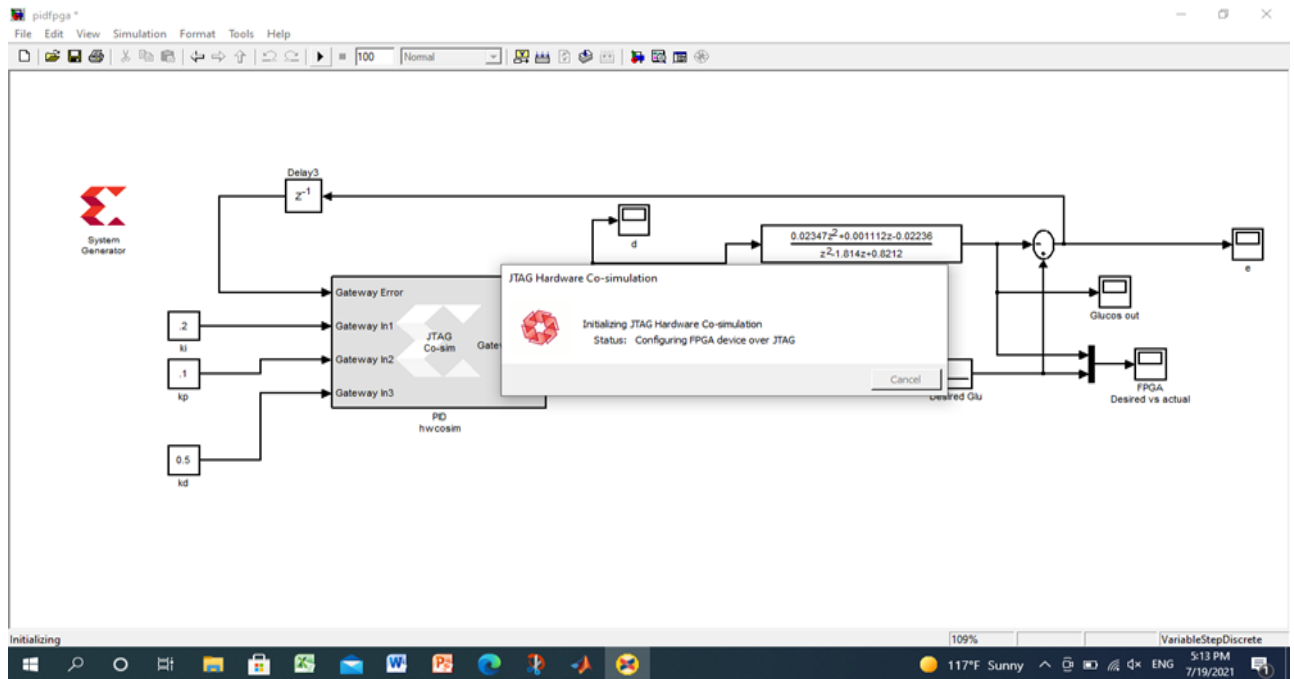 pidfpga *
File Edit View Simulation Format Tools Help
100 Normal
Delay3
z-1
System
Generator
d
0.02347z2+0.001112z-0.02236
z2-1.814z+0.8212
e
JTAG Hardware Co-simulation
Initializing JTAG Hardware Co-simulation
Status: Configuring FPGA device over JTAG
Cancel
Gateway Error
Gateway In1
Gateway In2
Gateway In3
JTAG
Co-sim
PID
hwcosim
.2
ki
.1
kp
0.5
kd
Glucos out
FPGA
Desired vs actual
Desired Glu
Initializing
109%
VariableStepDiscrete
117°F Sunny
ENG
5:13 PM
7/19/2021